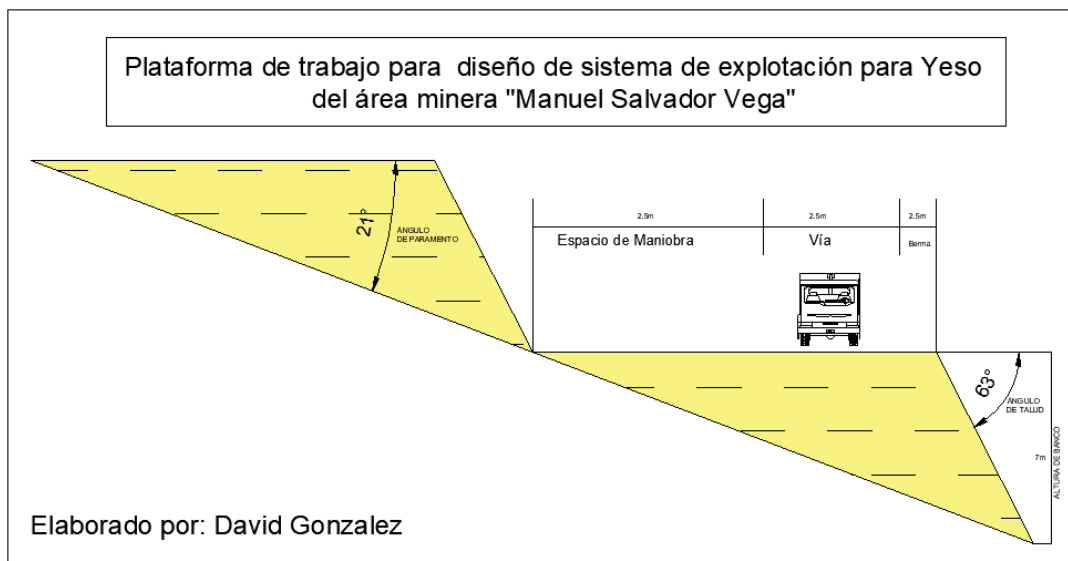 Plataforma de trabajo para diseño de sistema de explotación para Yeso
del área minera "Manuel Salvador Vega"
21°
ÁNGULO
DE PARAMENTO
2.5m
2.5m
2.5m
Espacio de Maniobra
Vía
Berma
63°
ÁNGULO
DE TALUD
7m
ALTURA DE BANCO
Elaborado por: David Gonzalez